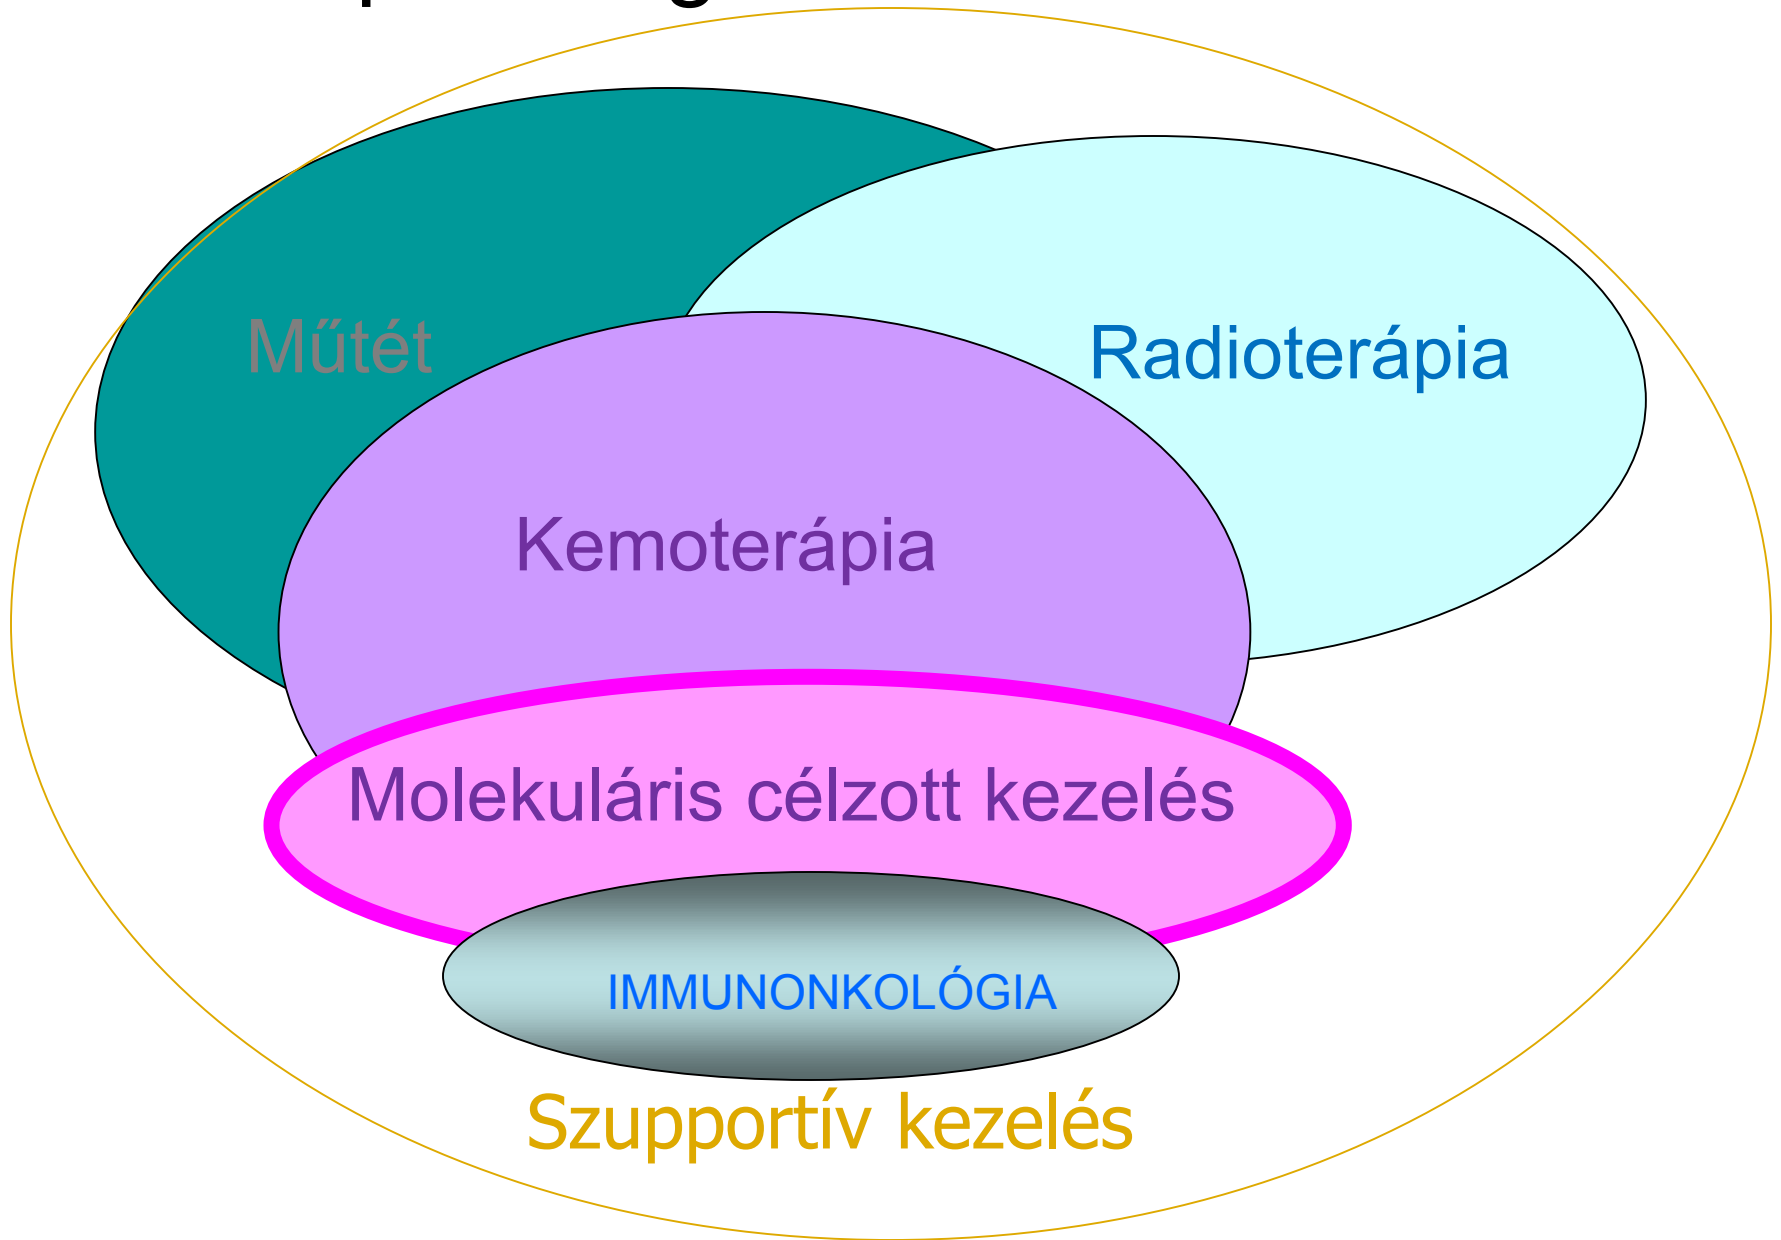 Műtét
Radioterápia
Kemoterápia
Molekuláris célzott kezelés
IMMUNONKOLÓGIA
Szupportív kezelés